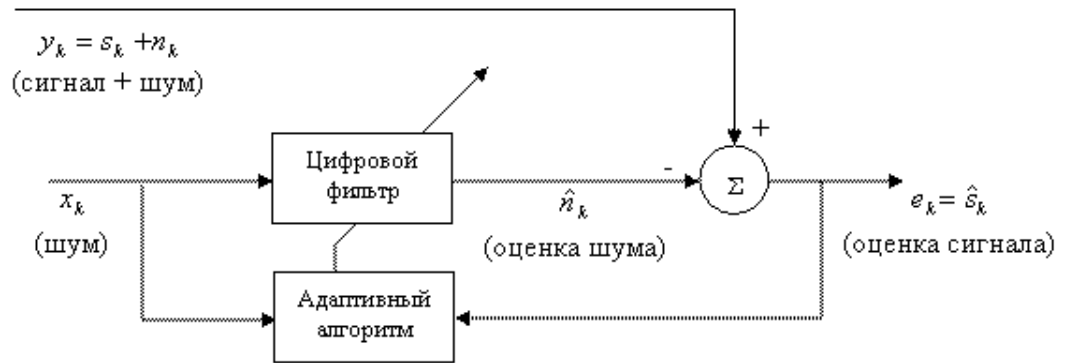 y_k = s_k + n_k
(сигнал + шум)
+
Цифровой
фильтр
-
Σ
x_k
(шум)
n̂_k
(оценка шума)
e_k = ŝ_k
(оценка сигнала)
Адаптивный
алгоритм